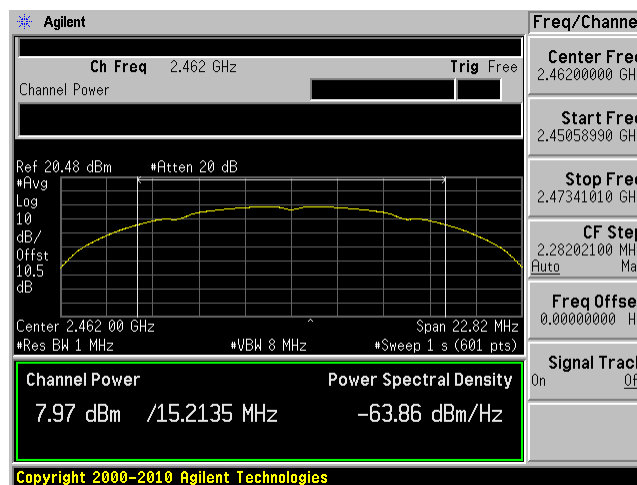 Agilent
Freq/Channe
Ch Freq 2.462 GHz Trig Free
Channel Power
Center Fre
2.46200000 GH
Start Fre
2.45058990 GH
Stop Fre
2.47341010 GH
CF Ste
2.28202100 MH
Auto Ma
Freq Offse
0.00000000 H
Signal Trac
On Of
Ref 20.48 dBm #Atten 20 dB
#Avg
Log
10
dB/
Offst
10.5
dB
Center 2.462 00 GHz ^ Span 22.82 MHz
#Res BW 1 MHz #VBW 8 MHz #Sweep 1 s (601 pts)
Channel Power Power Spectral Density
7.97 dBm /15.2135 MHz -63.86 dBm/Hz
Copyright 2000-2010 Agilent Technologies